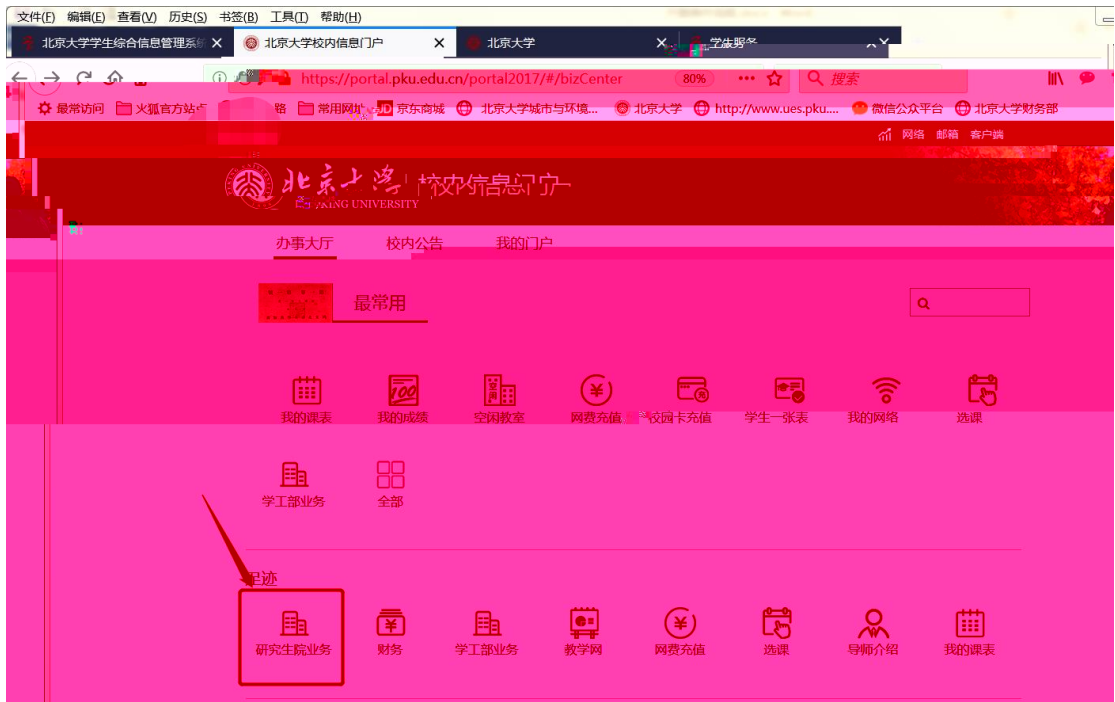 文件(F) 编辑(E) 查看(V) 历史(S) 书签(B) 工具(T) 帮助(H)
北京大学学生综合信息管理系统 × 北京大学校内信息门户 × 北京大学 × 学生服务 ×
https://portal.pku.edu.cn/portal2017/#/bizCenter 80% 搜索
最常访问 火狐官方站点 常用网址 JD 京东商城 北京大学城市与环境... 北京大学 http://www.ues.pku.... 微信公众平台 北京大学财务部
网络 邮箱 客户端
北京大学 校内信息门户
UNIVERSITY
办事大厅 校内公告 我的门户
最常用
我的课表 我的成绩 空闲教室 网费充值 校园卡充值 学生一张表 我的网络 选课
学工部业务 全部
足迹
研究生院业务 财务 学工部业务 教学网 网费充值 选课 导师介绍 我的课表